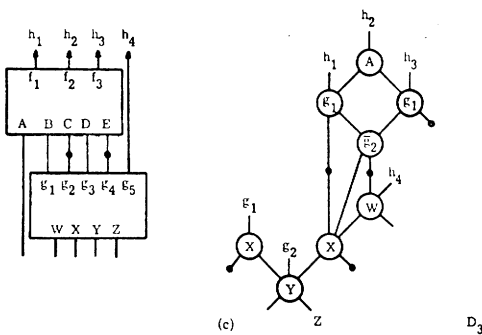 h1 h2 h3 h4
f1 f2 f3
A B C D E
g1 g2 g3 g4 g5
W X Y Z
h2
A
h1 h3
g1 g1
g̅2
h4
W
g1
X g2 X
Y
(c) Z D3